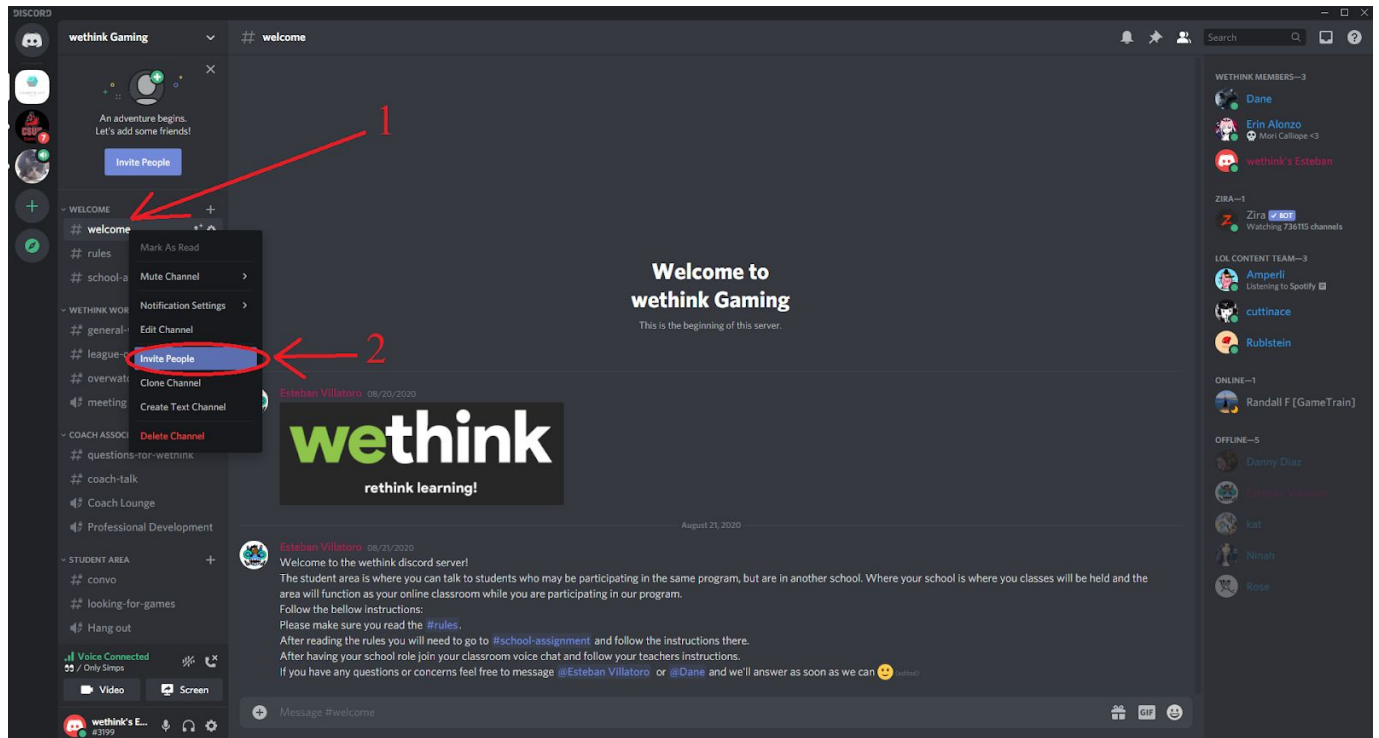 DISCORD
wethink Gaming
An adventure begins.
Let's add some friends!
Invite People
WELCOME
# welcome
# rules
# school-a
WETHINK WOR
general-
league-
overwat
meeting
COACH ASSOCI
questions-for-wethink
coach-talk
Coach Lounge
Professional Development
STUDENT AREA
convo
looking-for-games
Hang out
Voice Connected
/ Only Simps
Video
Screen
wethink's E...
#3199
Mark As Read
Mute Channel
Notification Settings
Edit Channel
Invite People
Clone Channel
Create Text Channel
Delete Channel
1
2
# welcome
Search
Welcome to
wethink Gaming
This is the beginning of this server.
Esteban Villatoro 08/20/2020
wethink
rethink learning!
August 21, 2020
Esteban Villatoro 08/21/2020
Welcome to the wethink discord server!
The student area is where you can talk to students who may be participating in the same program, but are in another school. Where your school is where you classes will be held and the
area will function as your online classroom while you are participating in our program.
Follow the bellow instructions:
Please make sure you read the #rules.
After reading the rules you will need to go to #school-assignment and follow the instructions there.
After having your school role join your classroom voice chat and follow your teachers instructions.
If you have any questions or concerns feel free to message @Esteban Villatoro or @Dane and we'll answer as soon as we can 🙂 (edited)
Message #welcome
GIF
WETHINK MEMBERS—3
Dane
Erin Alonzo
Mori Calliope <3
wethink's Esteban
ZIRA—1
Zira ✔ BOT
Watching 736115 channels
LOL CONTENT TEAM—3
Amperli
Listening to Spotify
cuttinace
Rublstein
ONLINE—1
Randall F [GameTrain]
OFFLINE—5
Danny Diaz
Esteban Villatoro
kat
Ninah
Rose